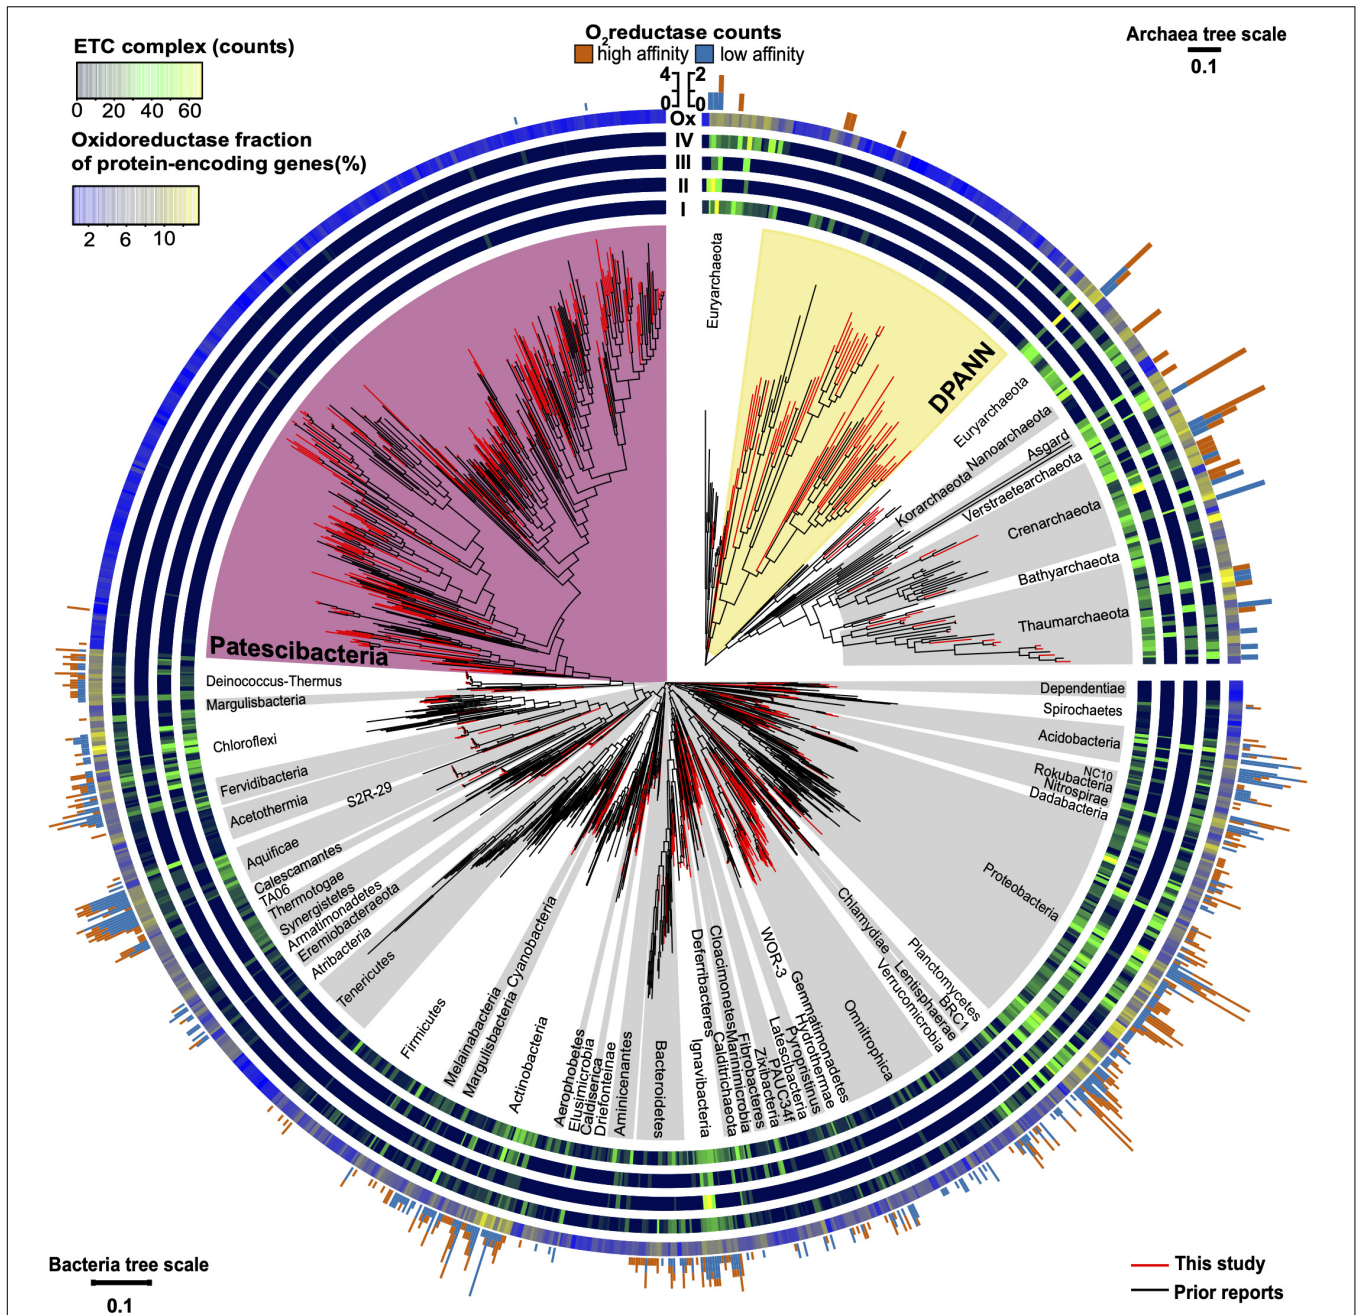 ETC complex (counts)
0 20 40 60
Oxidoreductase fraction
of protein-encoding genes(%)
2 6 10
O2reductase counts
high affinity low affinity
4 2
0 0
Ox
IV
III
II
I
Archaea tree scale
0.1
Euryarchaeota
DPANN
Euryarchaeota
Nanoarchaeota
Korarchaeota
Asgard
Verstraetearchaeota
Crenarchaeota
Bathyarchaeota
Thaumarchaeota
Patescibacteria
Deinococcus-Thermus
Margulisbacteria
Chloroflexi
Fervidibacteria
Acetothermia
S2R-29
Aquificae
Calescamantes
TA06
Thermotogae
Synergistetes
Armatimonadetes
Eremiobacteraeota
Atribacteria
Tenericutes
Firmicutes
Melainabacteria
Margulisbacteria
Cyanobacteria
Actinobacteria
Aerophobetes
Elusimicrobia
Caldiserica
Driefonteinae
Aminicenantes
Bacteroidetes
Ignavibacteria
Deferribacteres
Cloacimonetes
Calditrichaeota
Marinimicrobia
Fibrobacteres
Zixibacteria
PAUC34f
Latescibacteria
Pyropristinus
Hydrothermae
Gemmatimonadetes
WOR-3
Omnitrophica
Verrucomicrobia
Lentisphaerae
Chlamydiae
BRC1
Planctomycetes
Proteobacteria
Dadabacteria
Nitrospirae
Rokubacteria
NC10
Acidobacteria
Spirochaetes
Dependentiae
Bacteria tree scale
0.1
This study
Prior reports